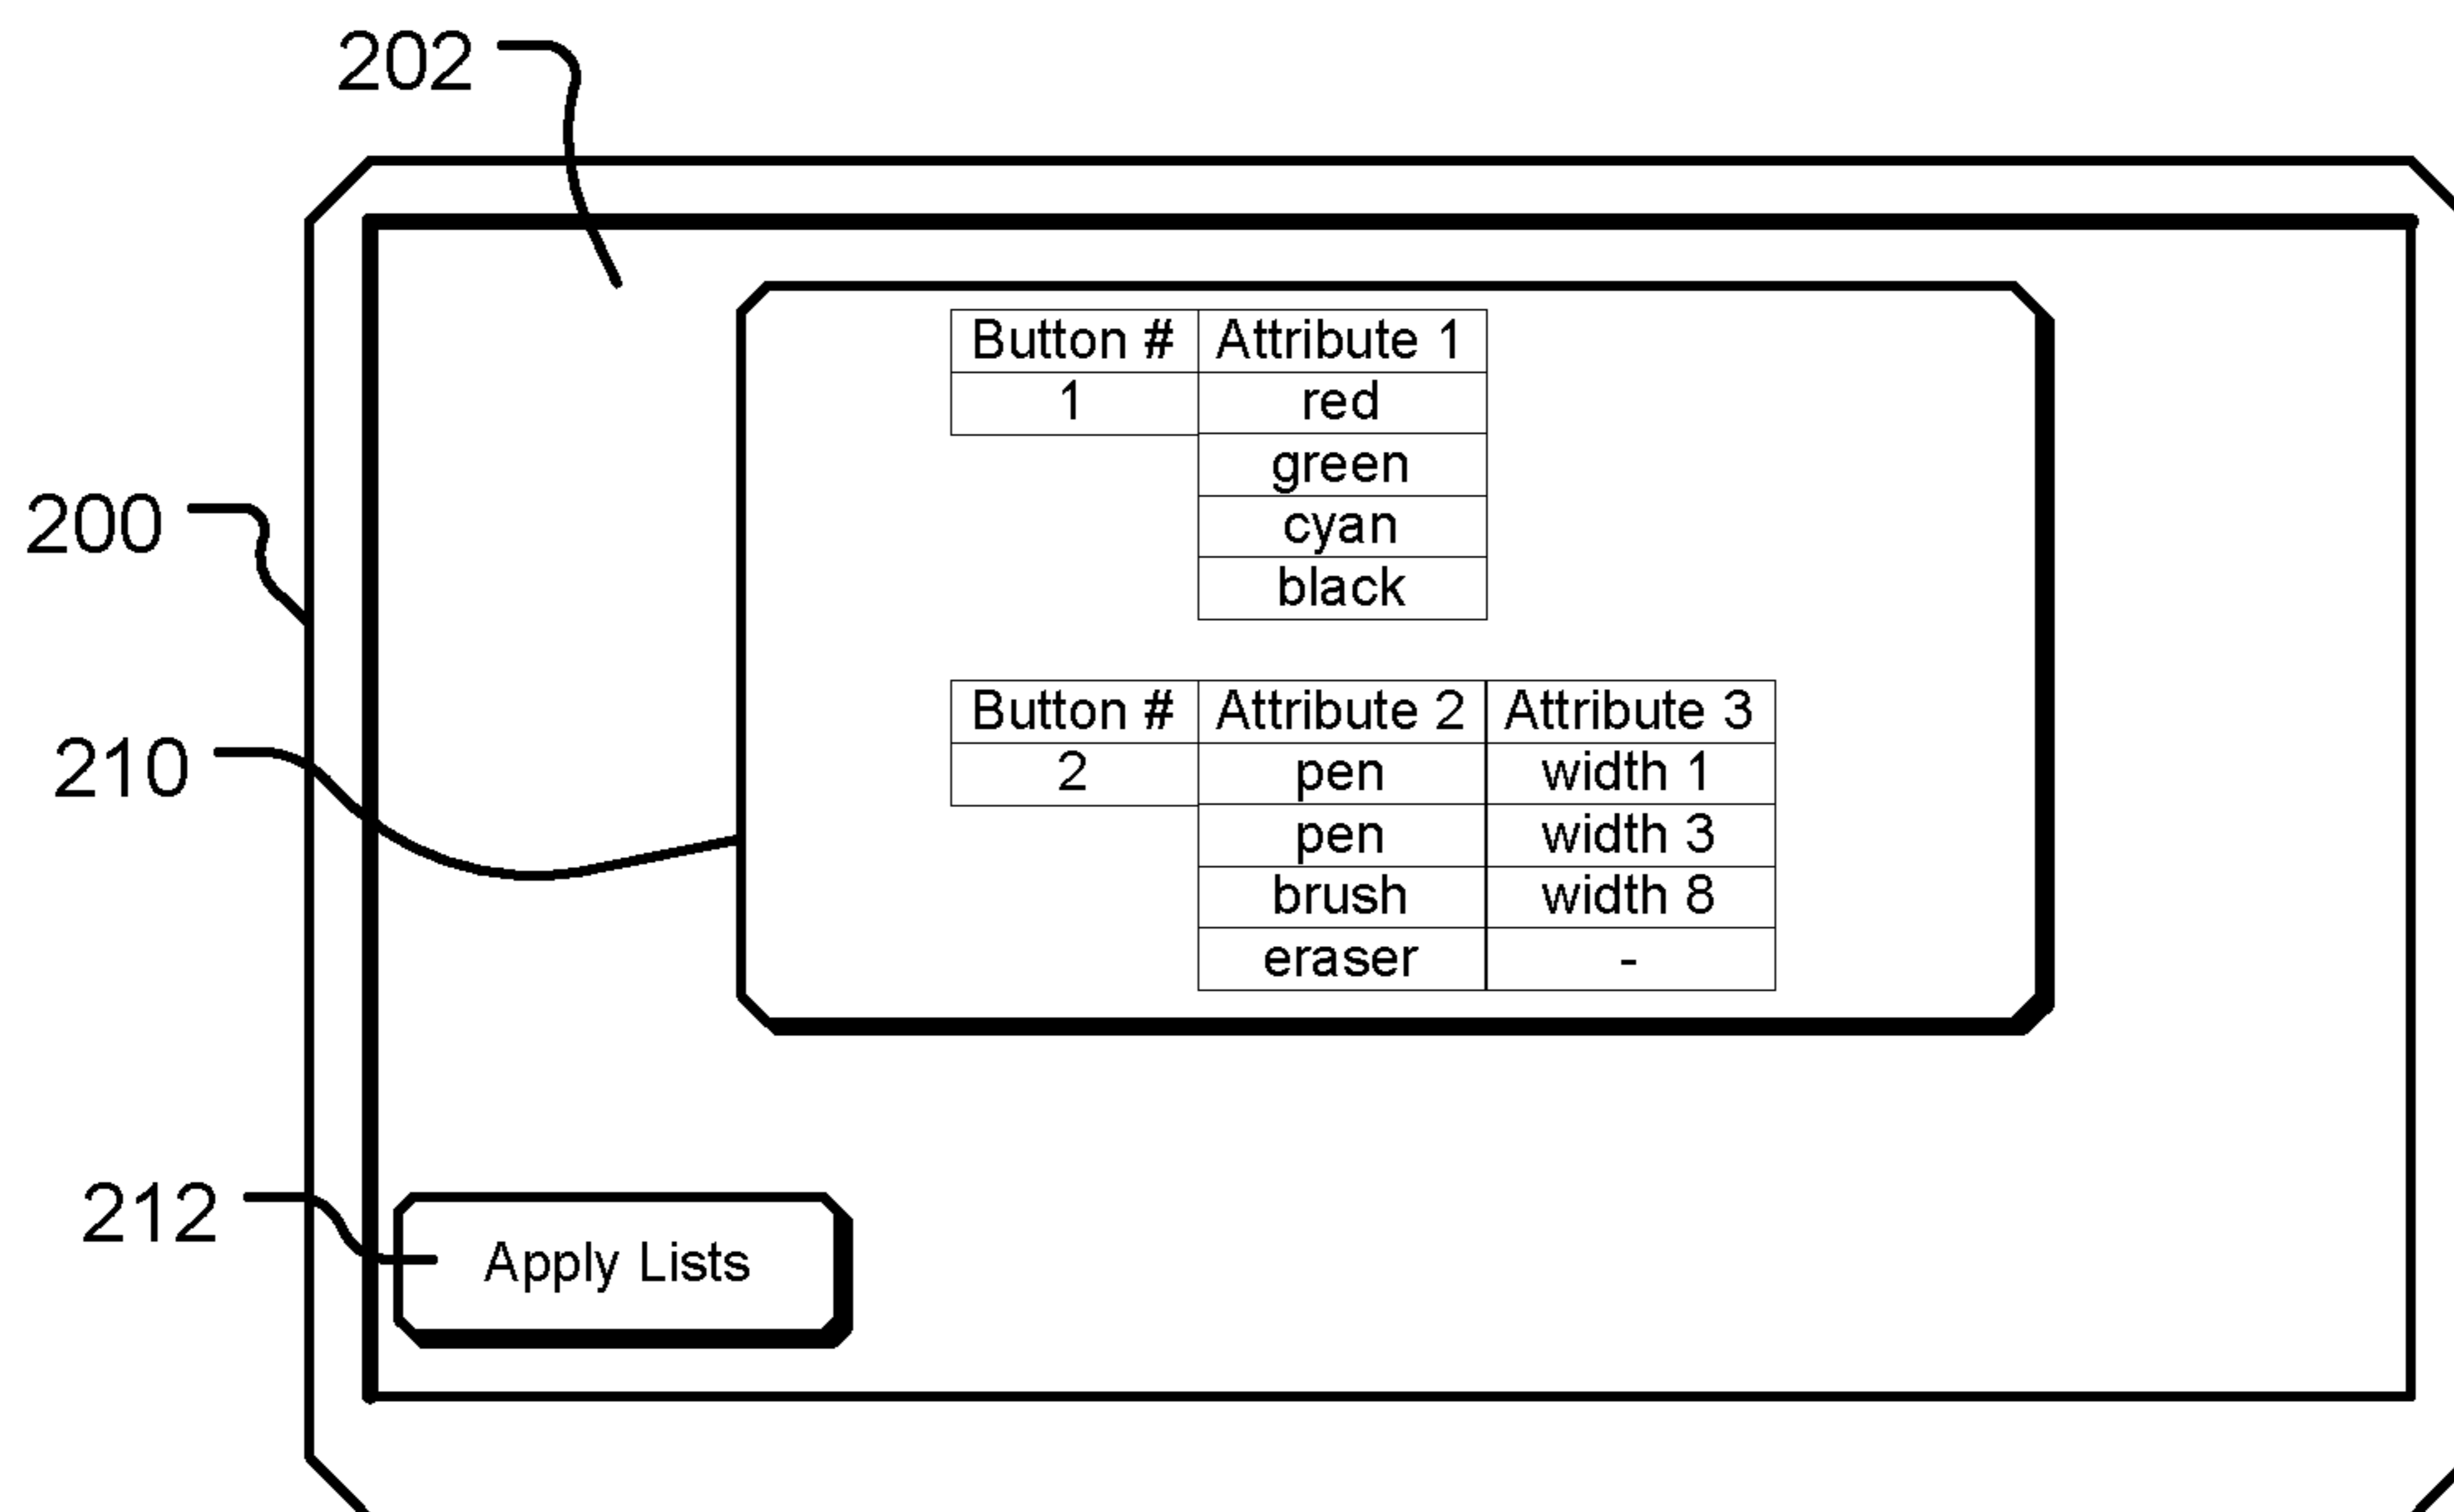 202
Button # Attribute 1
1 red
green
200
cyan
black
Button # Attribute 2 Attribute 3
210
2 pen width 1
pen width 3
brush width 8
eraser -
212
Apply Lists